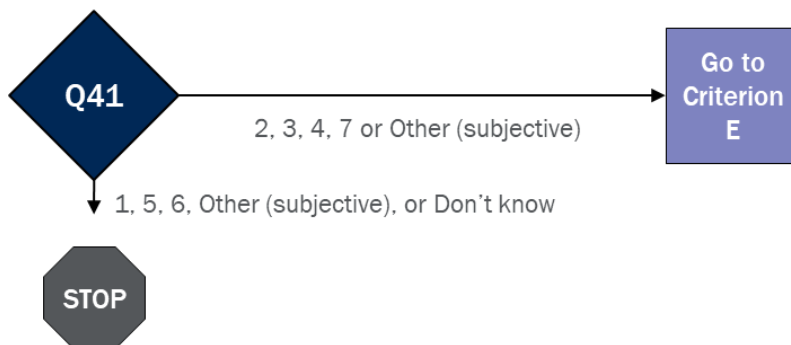 Q41
2, 3, 4, 7 or Other (subjective)
Go to
Criterion
E
1, 5, 6, Other (subjective), or Don't know
STOP